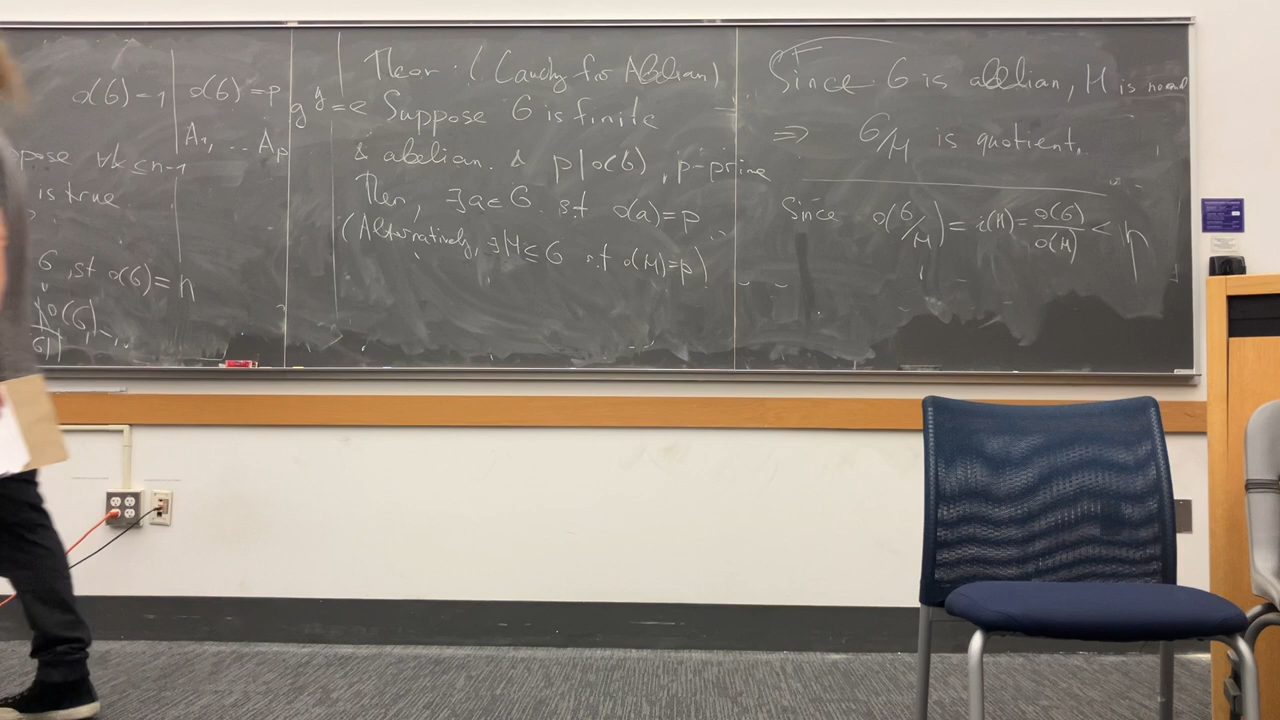 o(G)=1
o(G)=p
A₁, ... Aₚ
pose ∀k≤n-1
is true
G, st o(G)=n
Theor. (Cauchy for Abelian)
g^y=e
Suppose G is finite
& abelian. & p|o(G), p-prime
Then, ∃a∈G s.t o(a)=p
(Alternatively, ∃H≤G s.t o(H)=p)
Since G is abelian, H is normal
⇒ G/H is quotient.
Since o(G/H)=i(H)=o(G)/o(H)<n